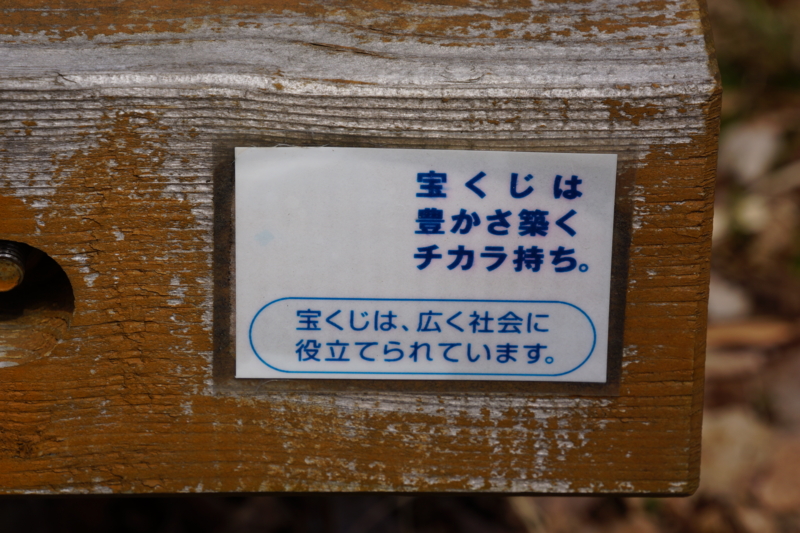 宝くじは
豊かさ築く
チカラ持ち。
宝くじは、広く社会に
役立てられています。